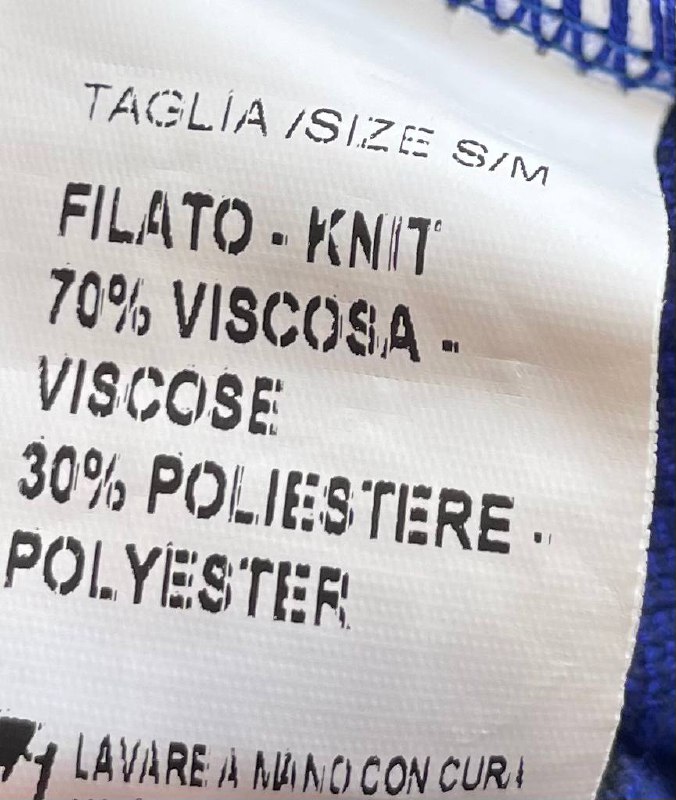 TAGLIA /SIZE S/M
FILATO - KNIT
70% VISCOSA -
VISCOSE
30% POLIESTERE -
POLYESTER
LAVARE A MANO CON CURA